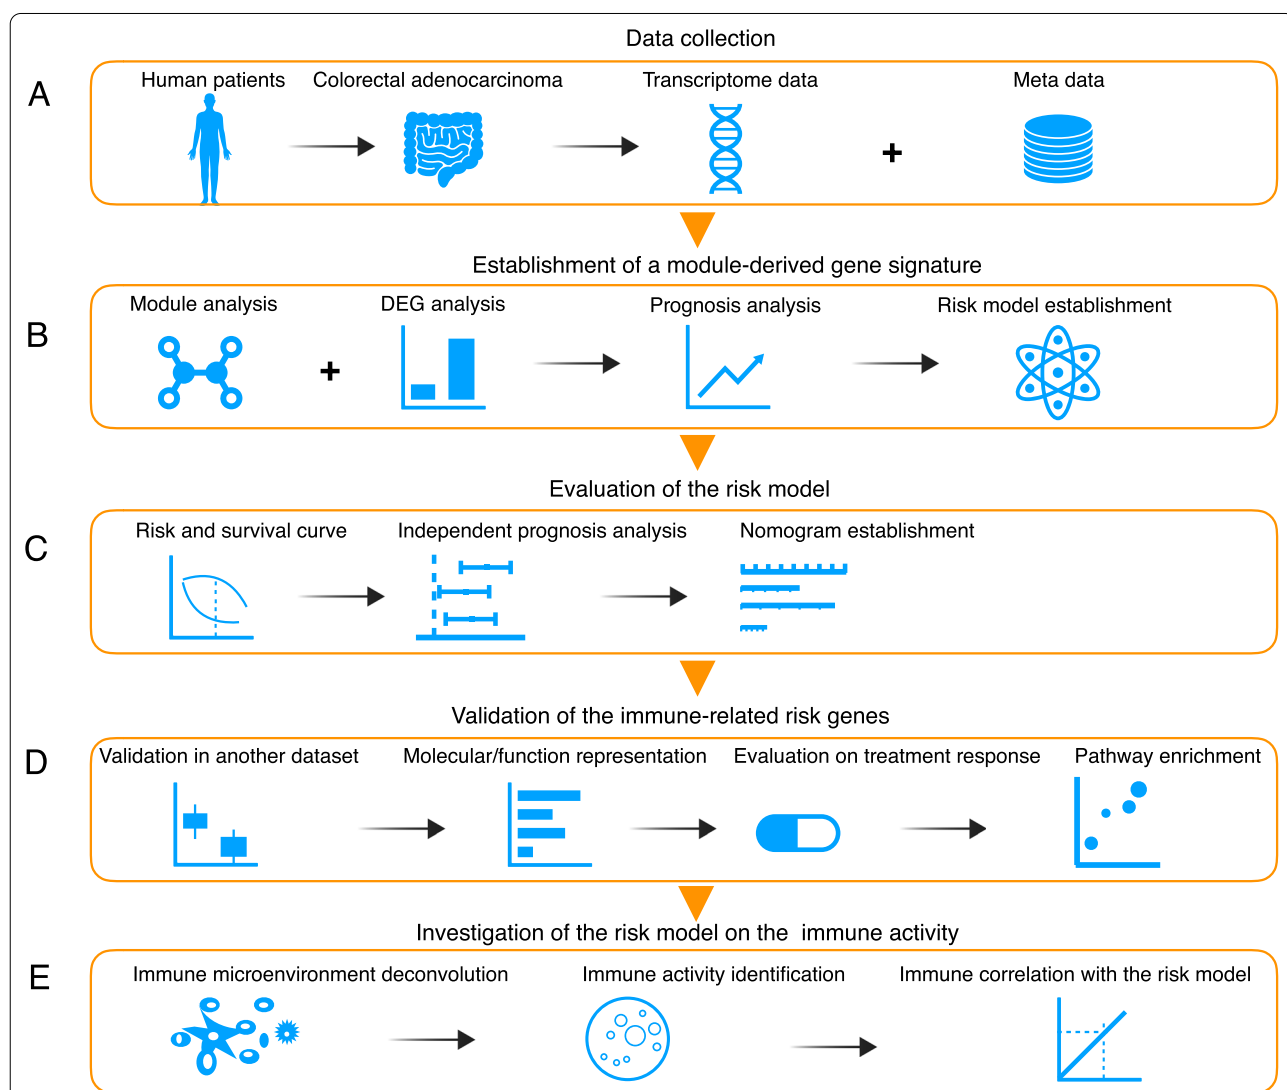 Data collection
A
Human patients
Colorectal adenocarcinoma
Transcriptome data
+
Meta data
Establishment of a module-derived gene signature
B
Module analysis
+
DEG analysis
Prognosis analysis
Risk model establishment
Evaluation of the risk model
C
Risk and survival curve
Independent prognosis analysis
Nomogram establishment
Validation of the immune-related risk genes
D
Validation in another dataset
Molecular/function representation
Evaluation on treatment response
Pathway enrichment
Investigation of the risk model on the immune activity
E
Immune microenvironment deconvolution
Immune activity identification
Immune correlation with the risk model